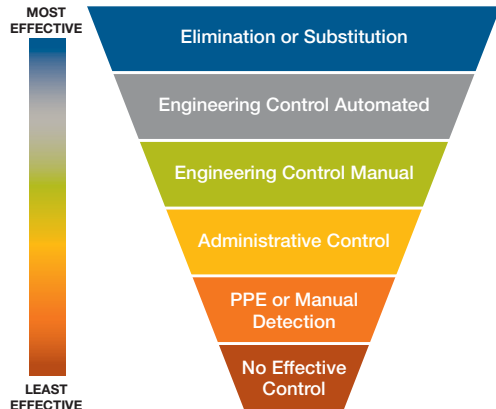 MOST
EFFECTIVE
Elimination or Substitution
Engineering Control Automated
Engineering Control Manual
Administrative Control
PPE or Manual
Detection
No Effective
Control
LEAST
EFFECTIVE